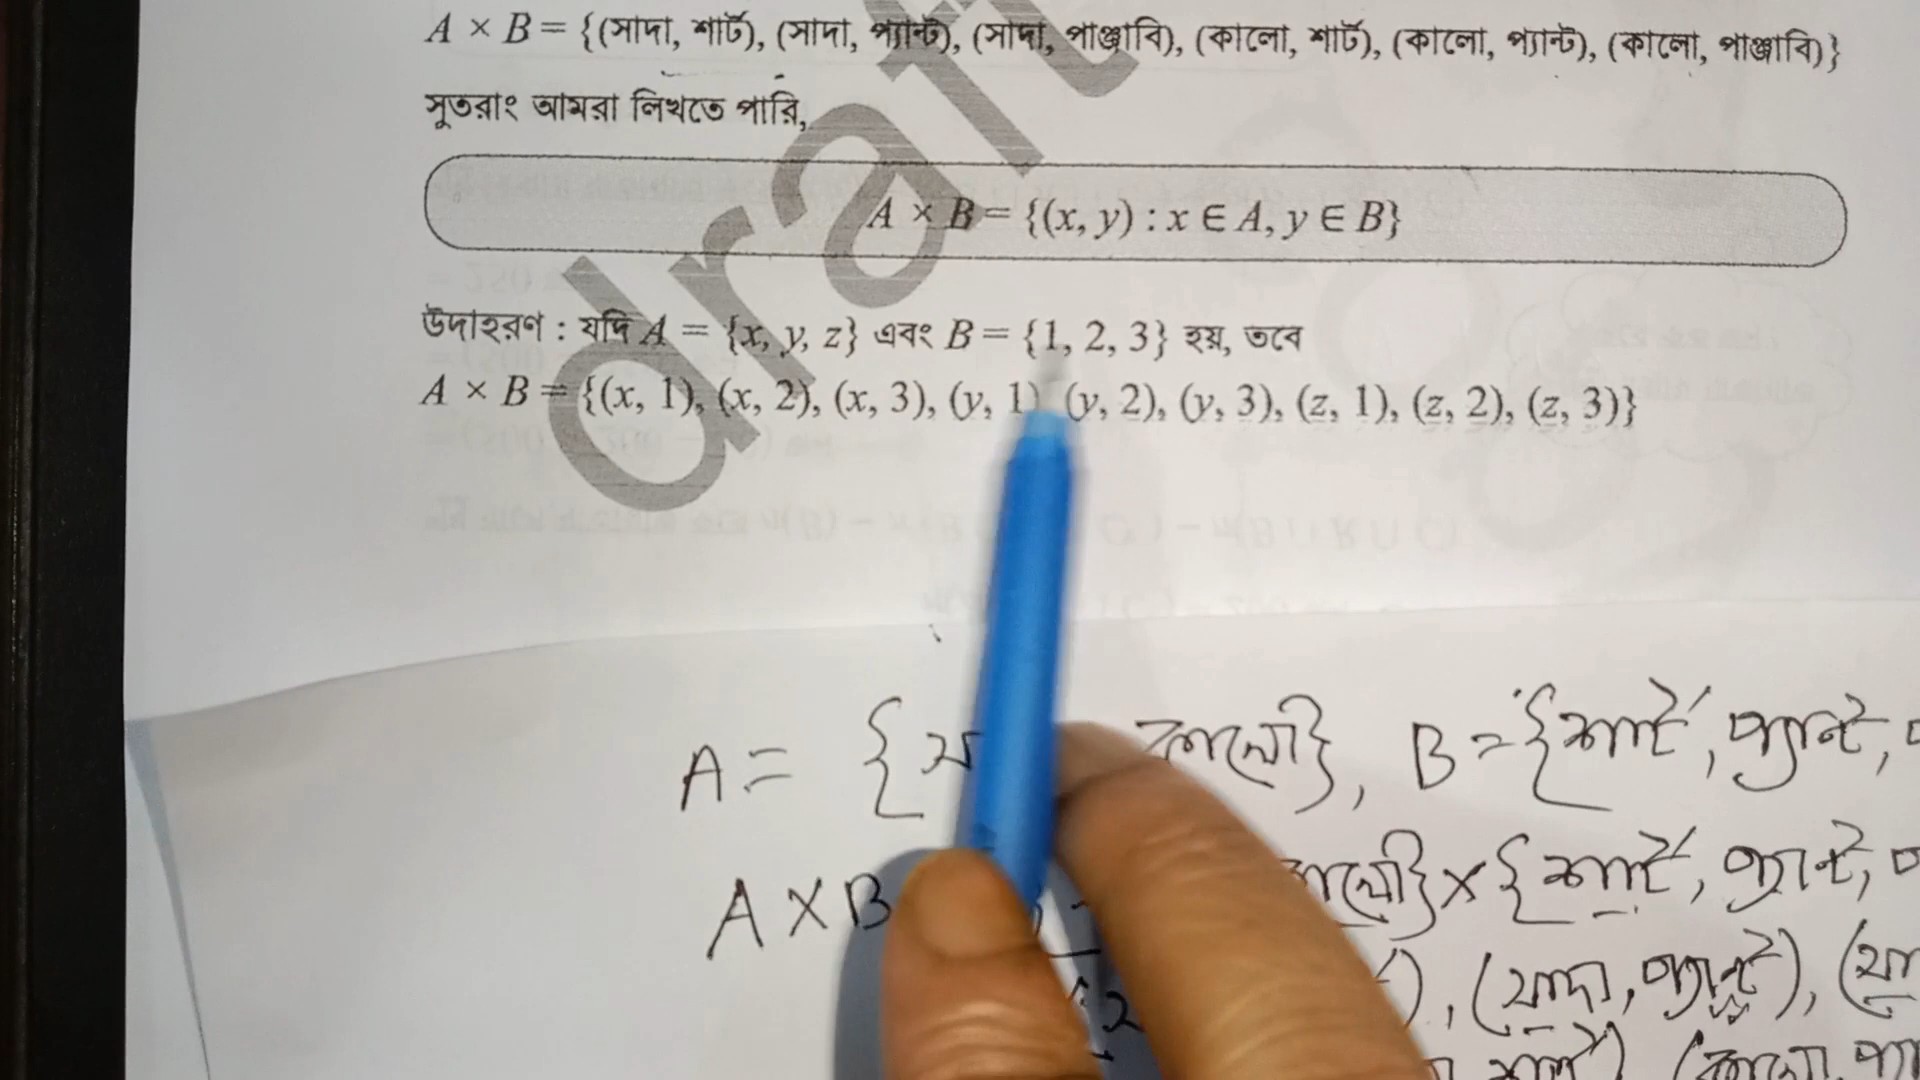 A × B = {(সাদা, শার্ট), (সাদা, প্যান্ট), (সাদা, পাঞ্জাবি), (কালো, শার্ট), (কালো, প্যান্ট), (কালো, পাঞ্জাবি)}
সুতরাং আমরা লিখতে পারি,
draft
A × B = {(x, y) : x ∈ A, y ∈ B}
উদাহরণ : যদি A = {x, y, z} এবং B = {1, 2, 3} হয়, তবে
A × B = {(x, 1), (x, 2), (x, 3), (y, 1) (y, 2), (y, 3), (z, 1), (z, 2), (z, 3)}
A = { কালো}, B = {শার্ট, প্যান্ট,
A × B } × {শার্ট, প্যান্ট,
), (সাদা, প্যান্ট), (